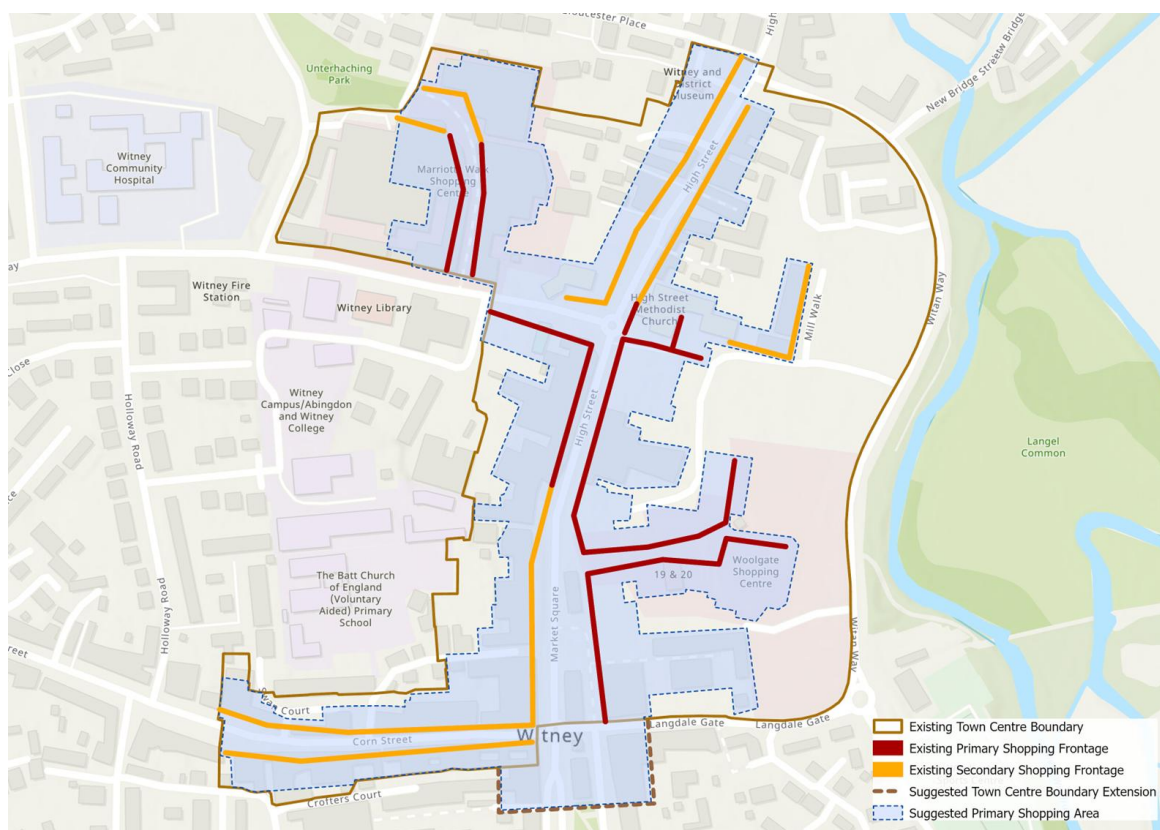 Gloucester Place
High
Unterhaching
Park
Witney and
District
Museum
New Bridge Street
w Bridge
Witney
Community
Hospital
Marriotts Walk
Shopping
Centre
High Street
Witney Fire
Station
Witney Library
High Street
Methodist
Church
Mill Walk
Witan Way
Close
Holloway Road
Witney
Campus/Abingdon
and Witney
College
High Street
Langel
Common
Woolgate
Shopping
Centre
19 & 20
The Batt Church
of England
(Voluntary
Aided) Primary
School
Holloway Road
Market Square
Witan Way
Swan Court
Corn Street
Witney
Langdale Gate
Langdale Gate
Crofters Court
Existing Town Centre Boundary
Existing Primary Shopping Frontage
Existing Secondary Shopping Frontage
Suggested Town Centre Boundary Extension
Suggested Primary Shopping Area